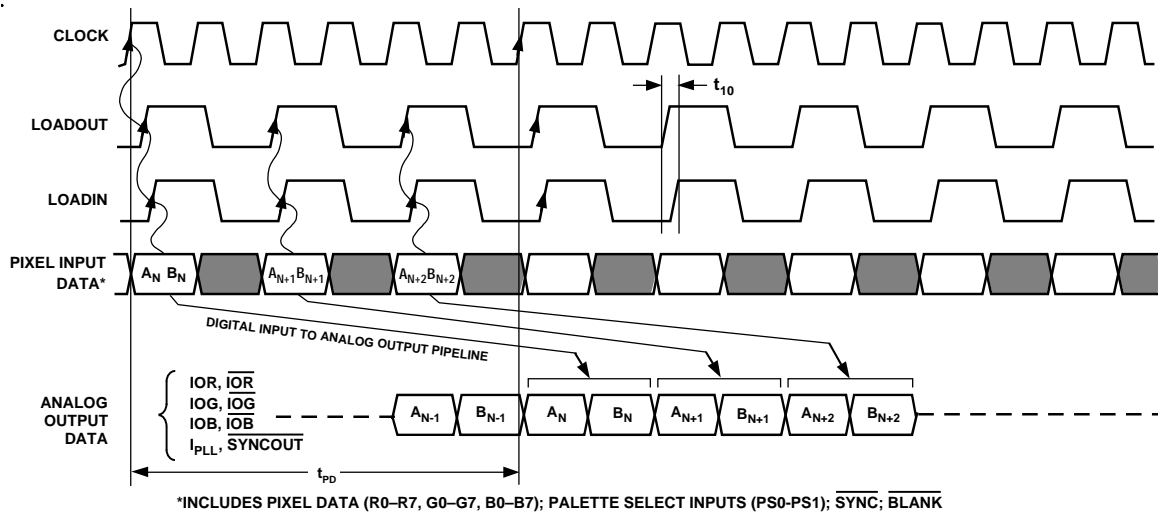 .
CLOCK
t10
LOADOUT
LOADIN
PIXEL INPUT DATA*
AN BN
AN+1 BN+1
AN+2 BN+2
DIGITAL INPUT TO ANALOG OUTPUT PIPELINE
ANALOG OUTPUT DATA
IOR, IOR
IOG, IOG
IOB, IOB
IPLL, SYNCOUT
AN-1
BN-1
AN
BN
AN+1
BN+1
AN+2
BN+2
tPD
*INCLUDES PIXEL DATA (R0–R7, G0–G7, B0–B7); PALETTE SELECT INPUTS (PS0-PS1); SYNC; BLANK